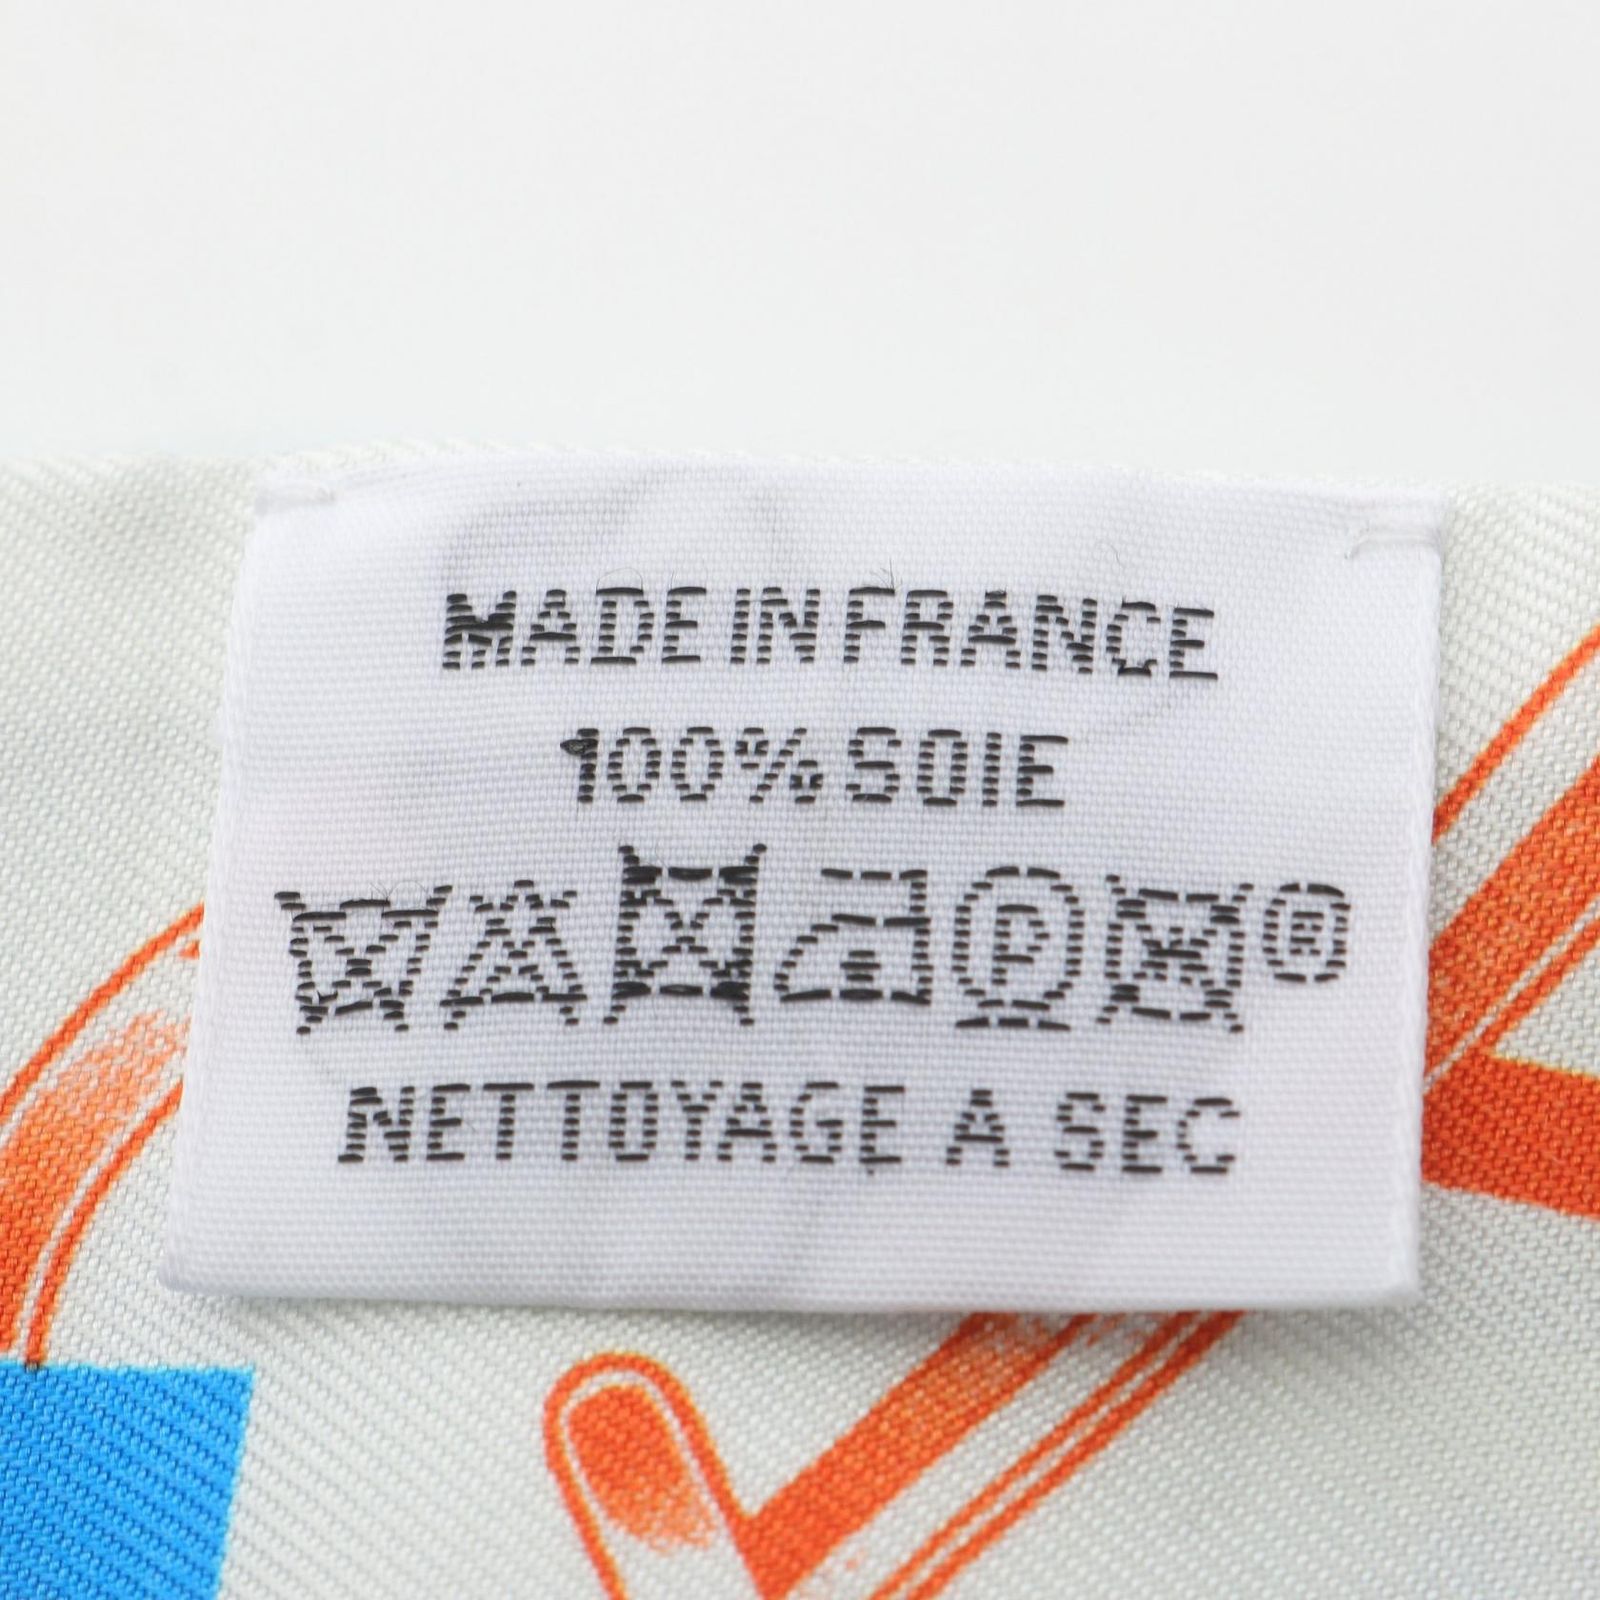 MADE IN FRANCE
100% SOIE
P ®
NETTOYAGE A SEC